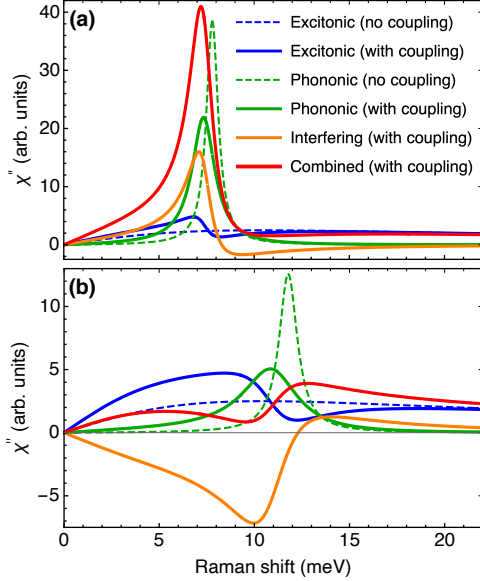 (a)
40
30
20
10
0
χ'' (arb. units)
Excitonic (no coupling)
Excitonic (with coupling)
Phononic (no coupling)
Phononic (with coupling)
Interfering (with coupling)
Combined (with coupling)
(b)
10
5
0
−5
χ'' (arb. units)
0 5 10 15 20
Raman shift (meV)